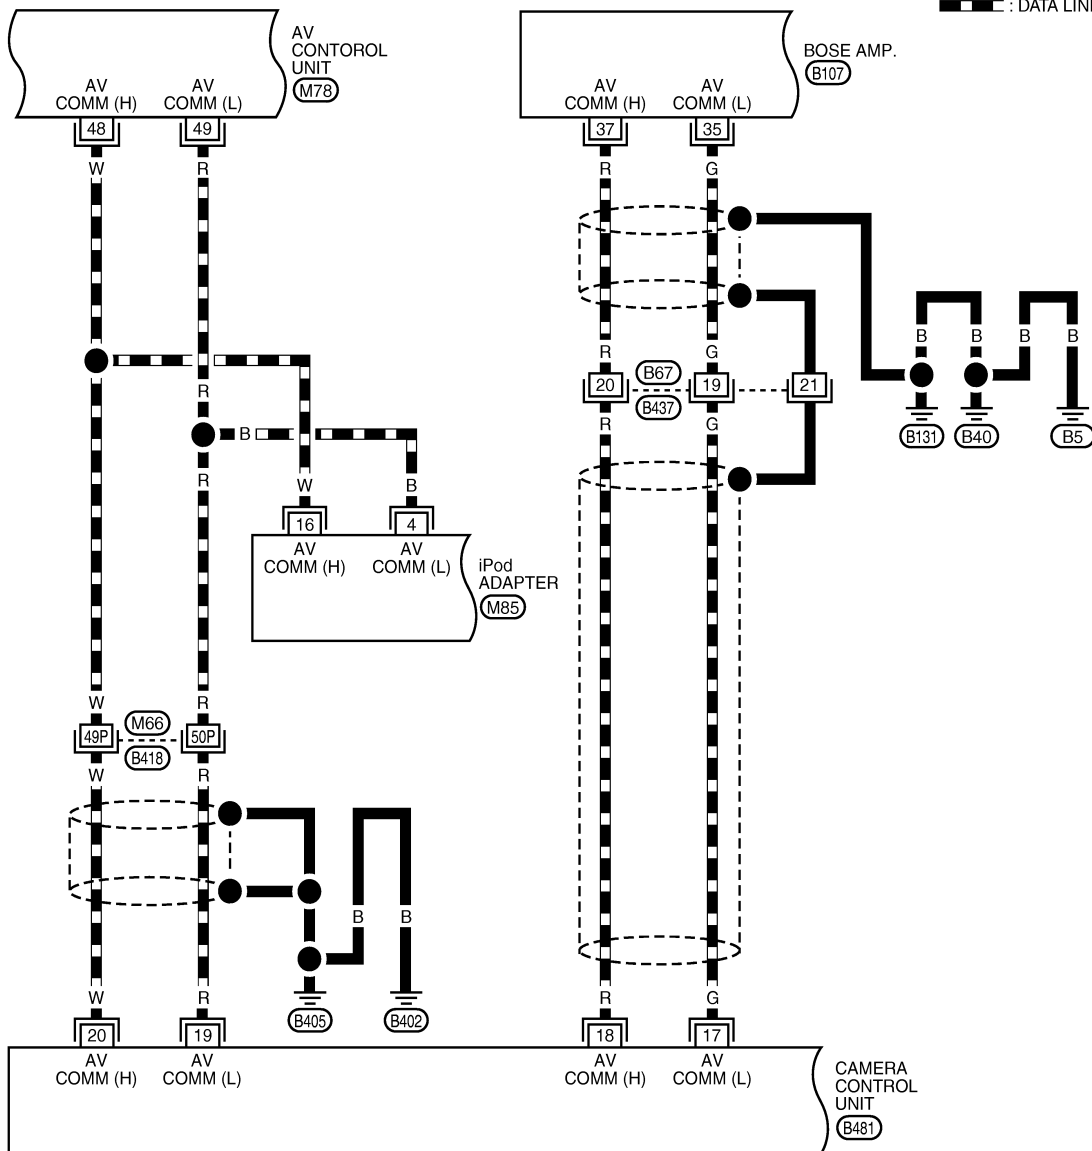 : DATA LINE
AV
CONTOROL
UNIT
M78
BOSE AMP.
B107
AV
COMM (H)
AV
COMM (L)
AV
COMM (H)
AV
COMM (L)
48
49
37
35
W
R
R
G
R
G
B
B
B
B
R
20
B67
B437
19
21
R
G
B131
B40
B5
B
R
W
B
16
4
AV
COMM (H)
AV
COMM (L)
iPod
ADAPTER
M85
W
R
49P
M66
B418
50P
W
R
B
B
W
R
R
G
B405
B402
20
19
18
17
AV
COMM (H)
AV
COMM (L)
AV
COMM (H)
AV
COMM (L)
CAMERA
CONTROL
UNIT
B481